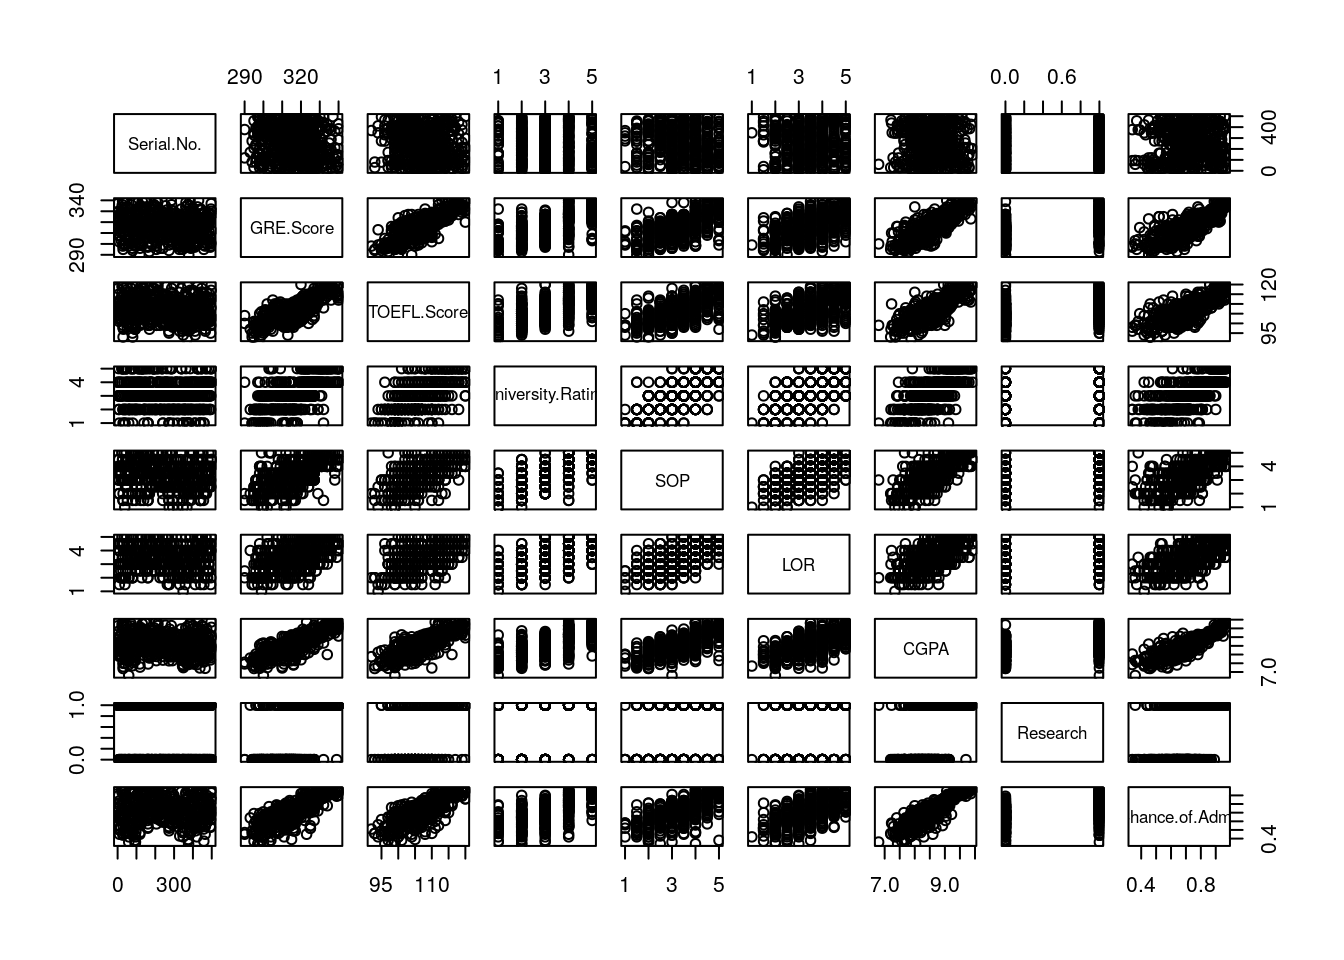 290 320 1 3 5 1 3 5 0.0 0.6
Serial.No. 0 400
290 340 GRE.Score
TOEFL.Score 95 120
1 4 niversity.Ratin
SOP 1 4
1 4 LOR
CGPA 7.0
0.0 1.0 Research
hance.of.Adm 0.4
0 300 95 110 1 3 5 7.0 9.0 0.4 0.8